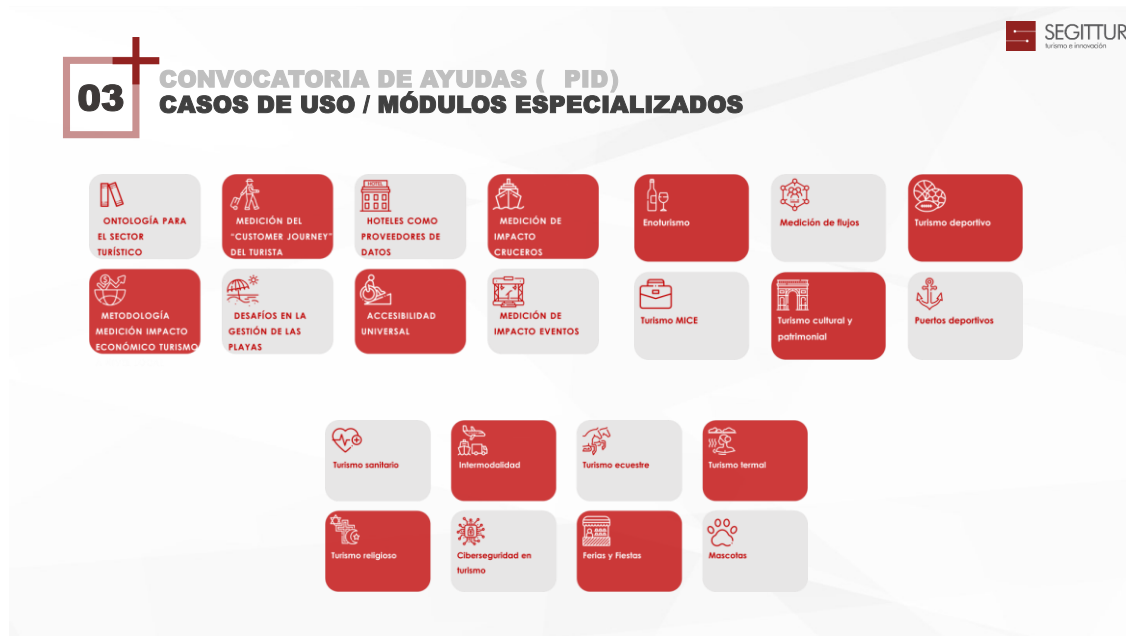 SEGITTUR
turismo e innovación
03
CONVOCATORIA DE AYUDAS ( PID)
CASOS DE USO / MÓDULOS ESPECIALIZADOS
ONTOLOGÍA PARA
EL SECTOR
TURÍSTICO
MEDICIÓN DEL
“CUSTOMER JOURNEY”
DEL TURISTA
HOTEL
HOTELES COMO
PROVEEDORES DE
DATOS
MEDICIÓN DE
IMPACTO
CRUCEROS
Enoturismo
Medición de flujos
Turismo deportivo
METODOLOGÍA
MEDICIÓN IMPACTO
ECONÓMICO TURISMO
DESAFÍOS EN LA
GESTIÓN DE LAS
PLAYAS
ACCESIBILIDAD
UNIVERSAL
MEDICIÓN DE
IMPACTO EVENTOS
Turismo MICE
Turismo cultural y
patrimonial
Puertos deportivos
Turismo sanitario
Intermodalidad
Turismo ecuestre
Turismo termal
Turismo religioso
Ciberseguridad en
turismo
Ferias y Fiestas
Mascotas